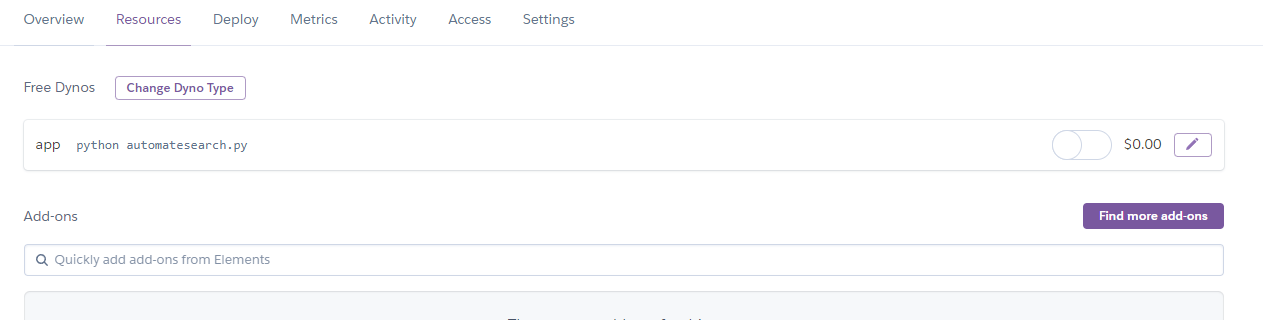 Overview Resources Deploy Metrics Activity Access Settings
Free Dynos Change Dyno Type
app python automatesearch.py $0.00
Add-ons Find more add-ons
Quickly add add-ons from Elements